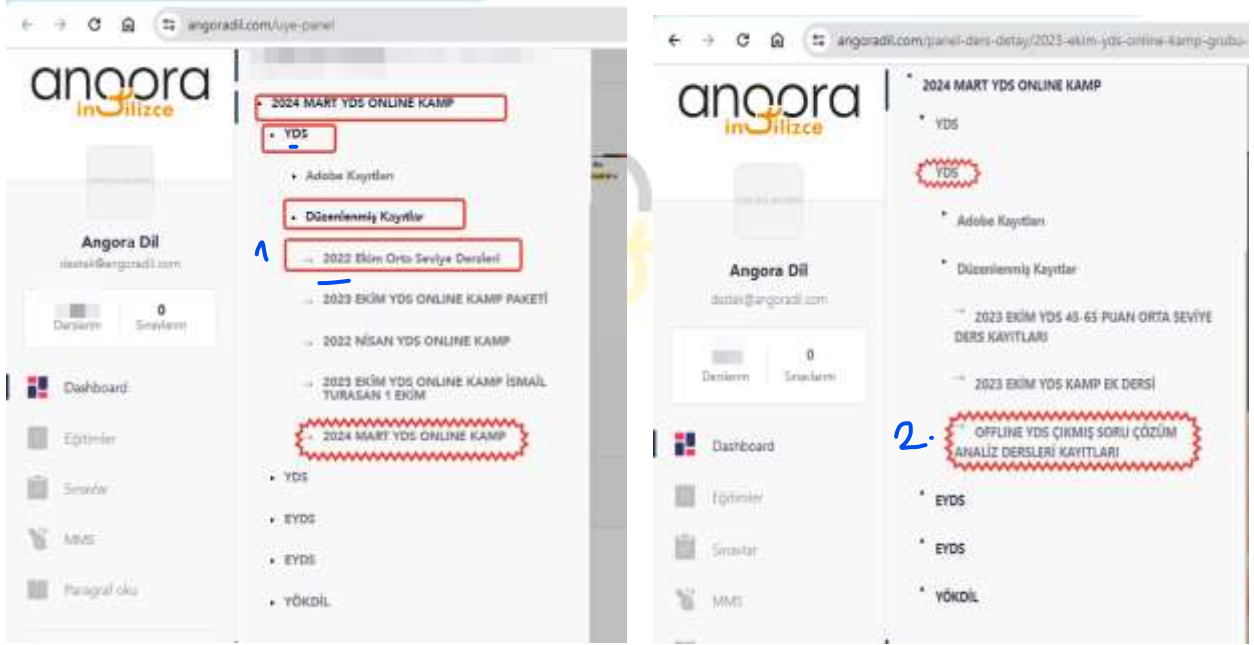 angoradil.com/uye-panel
angora
ingilizce
Angora Dil
destek@angoradil.com
0
Derslerim
Sınavlarım
Dashboard
Eğitimler
Sınavlar
MMS
Paragraf oku
2024 MART YDS ONLINE KAMP
YDS
Adobe Kayıtları
Düzenlenmiş Kayıtlar
1
→ 2022 Ekim Orta Seviye Dersleri
→ 2023 EKİM YDS ONLINE KAMP PAKETİ
→ 2022 NİSAN YDS ONLINE KAMP
→ 2023 EKİM YDS ONLINE KAMP İSMAİL
TURASAN 1 EKİM
→ 2024 MART YDS ONLINE KAMP
YDS
EYDS
EYDS
YÖKDİL
angoradil.com/panel-ders-detay/2023-ekim-yds-online-kamp-grubu-
angora
ingilizce
Angora Dil
destek@angoradil.com
0
Derslerim
Sınavlarım
Dashboard
Eğitimler
Sınavlar
MMS
2024 MART YDS ONLINE KAMP
YDS
YDS
Adobe Kayıtları
Düzenlenmiş Kayıtlar
→ 2023 EKİM YDS 45-65 PUAN ORTA SEVİYE
DERS KAYITLARI
→ 2023 EKİM YDS KAMP EK DERSİ
2.
→ OFFLINE YDS ÇIKMIŞ SORU ÇÖZÜM
ANALİZ DERSLERİ KAYITLARI
EYDS
EYDS
YÖKDİL